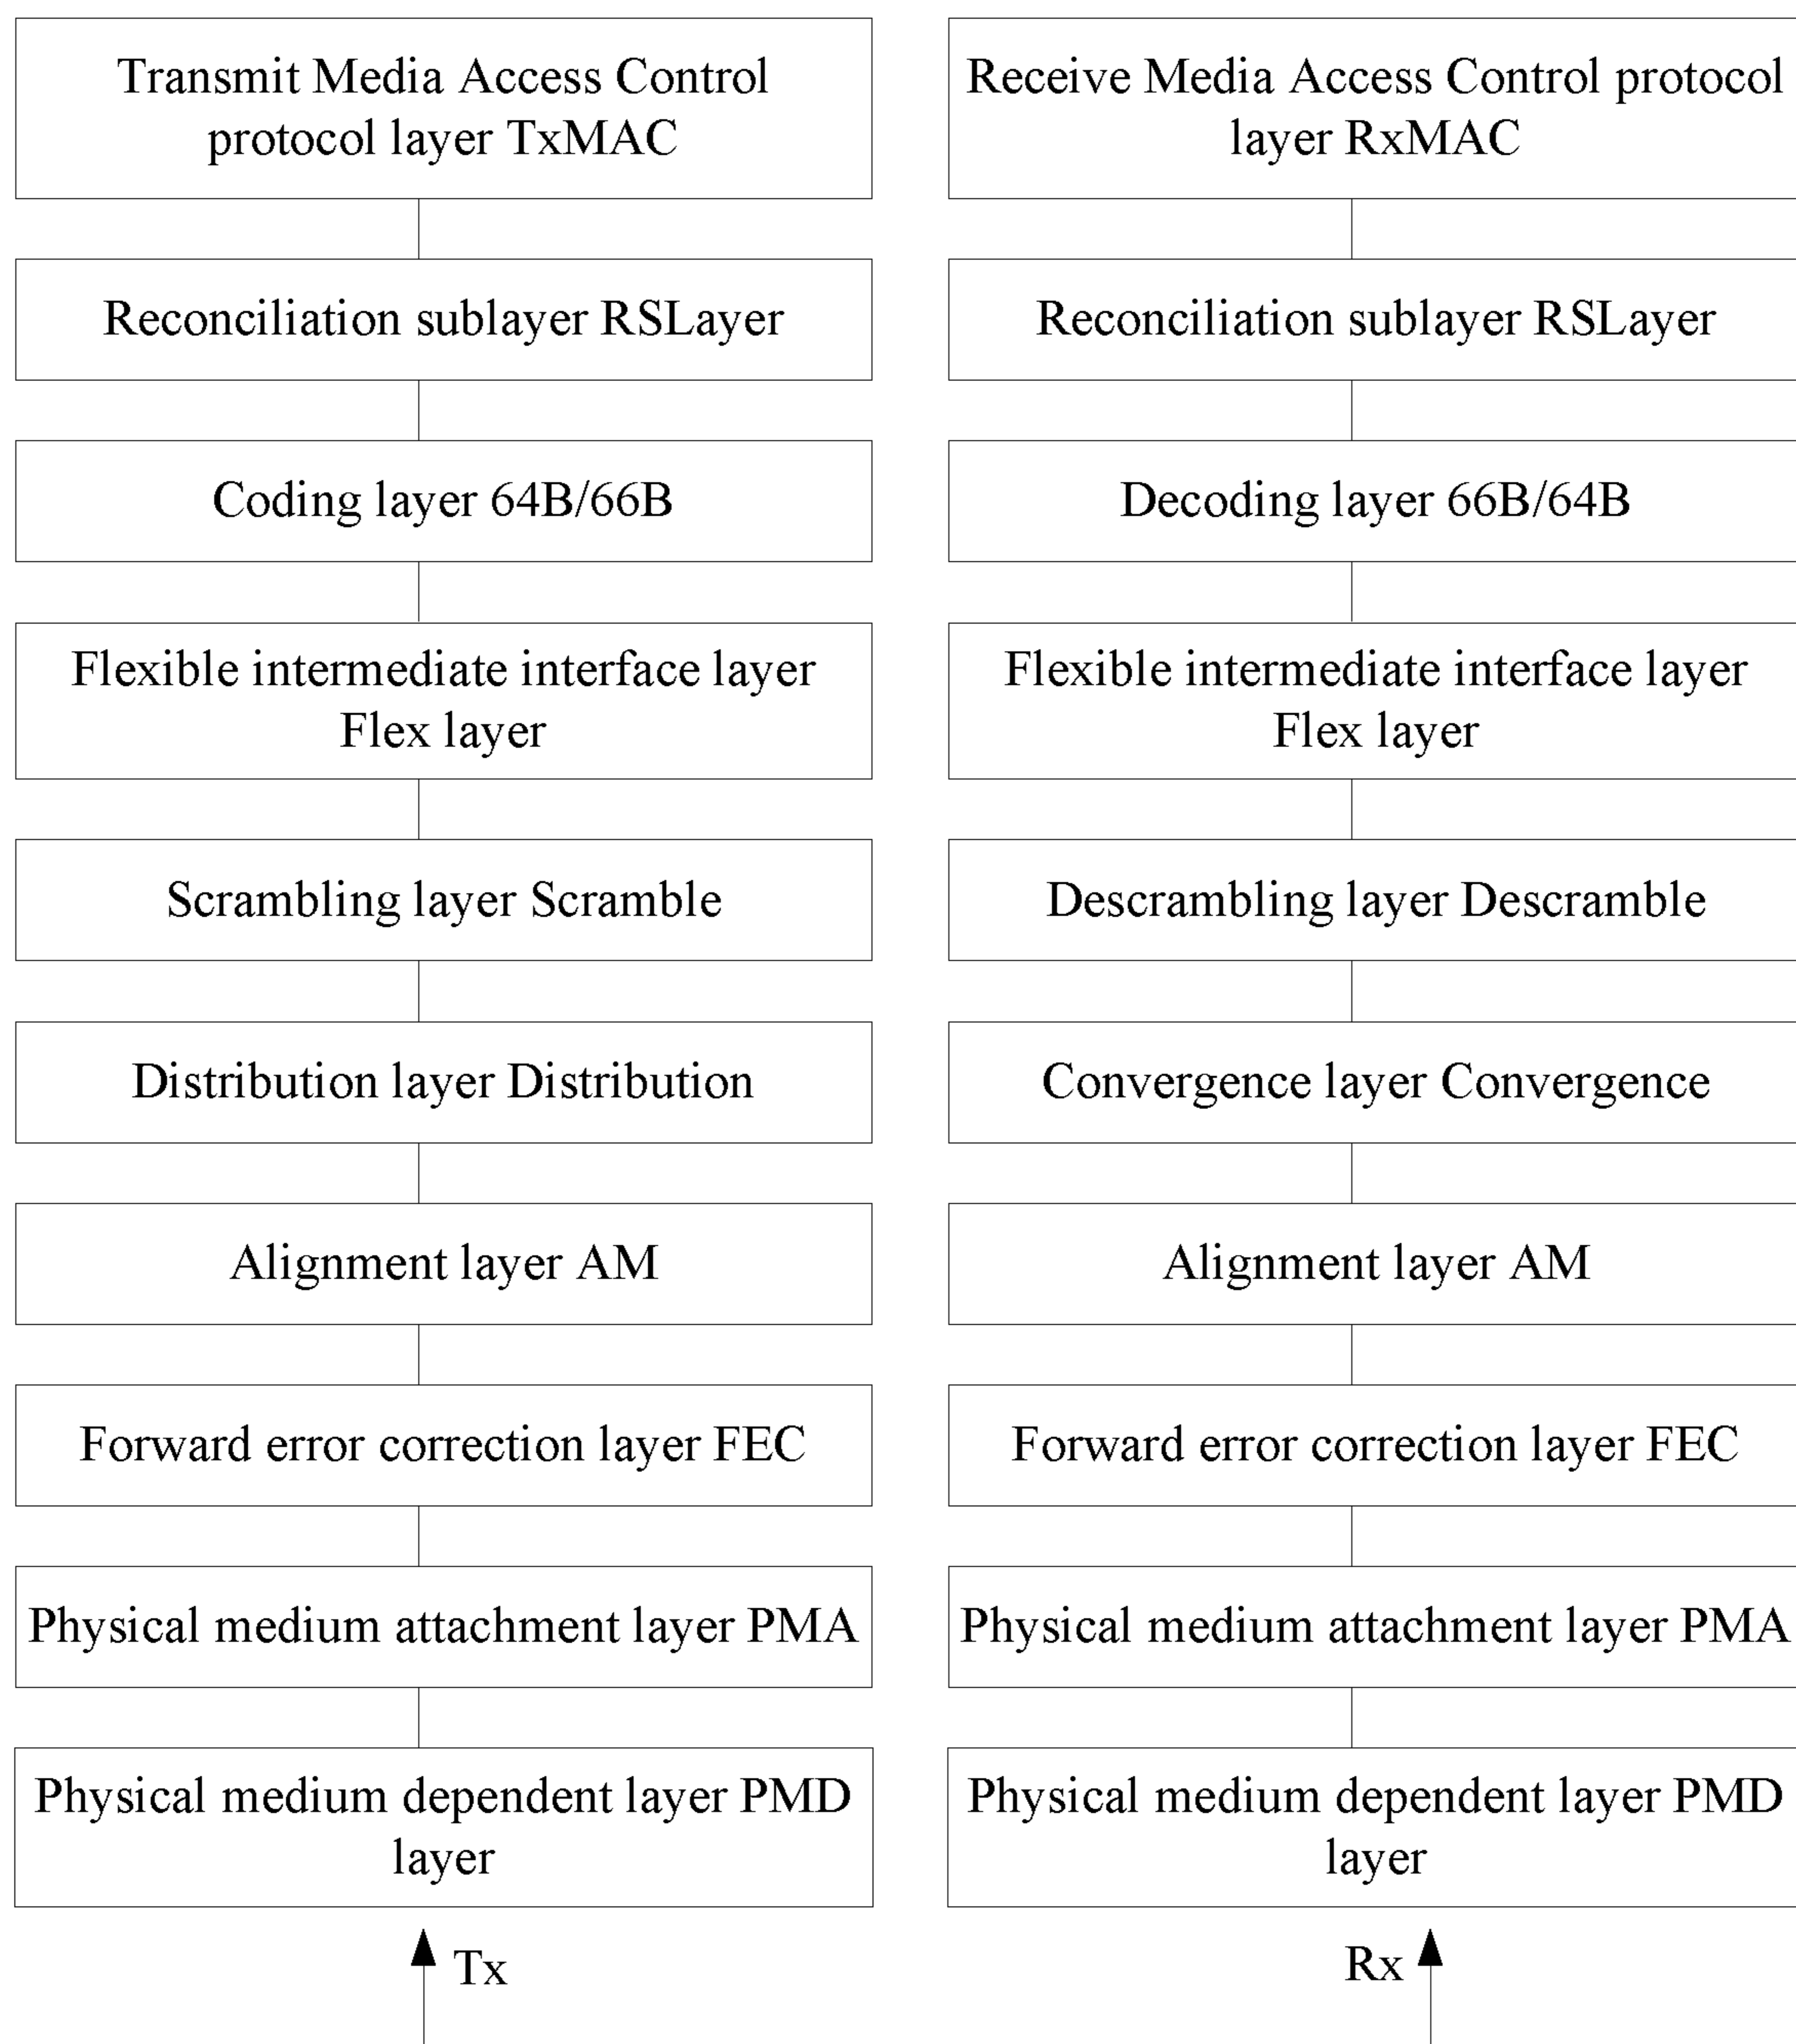 Transmit Media Access Control
protocol layer TxMAC
Reconciliation sublayer RSLayer
Coding layer 64B/66B
Flexible intermediate interface layer
Flex layer
Scrambling layer Scramble
Distribution layer Distribution
Alignment layer AM
Forward error correction layer FEC
Physical medium attachment layer PMA
Physical medium dependent layer PMD
layer
Tx
Receive Media Access Control protocol
layer RxMAC
Reconciliation sublayer RSLayer
Decoding layer 66B/64B
Flexible intermediate interface layer
Flex layer
Descrambling layer Descramble
Convergence layer Convergence
Alignment layer AM
Forward error correction layer FEC
Physical medium attachment layer PMA
Physical medium dependent layer PMD
layer
Rx